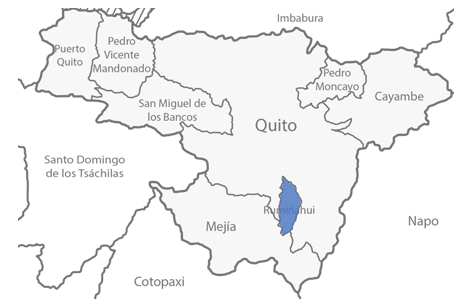 Imbabura
Puerto
Quito
Pedro
Vicente
Mandonado
Pedro
Moncayo
Cayambe
San Miguel de
los Bancos
Quito
Santo Domingo
de los Tsáchilas
Rumiñahui
Mejía
Napo
Cotopaxi